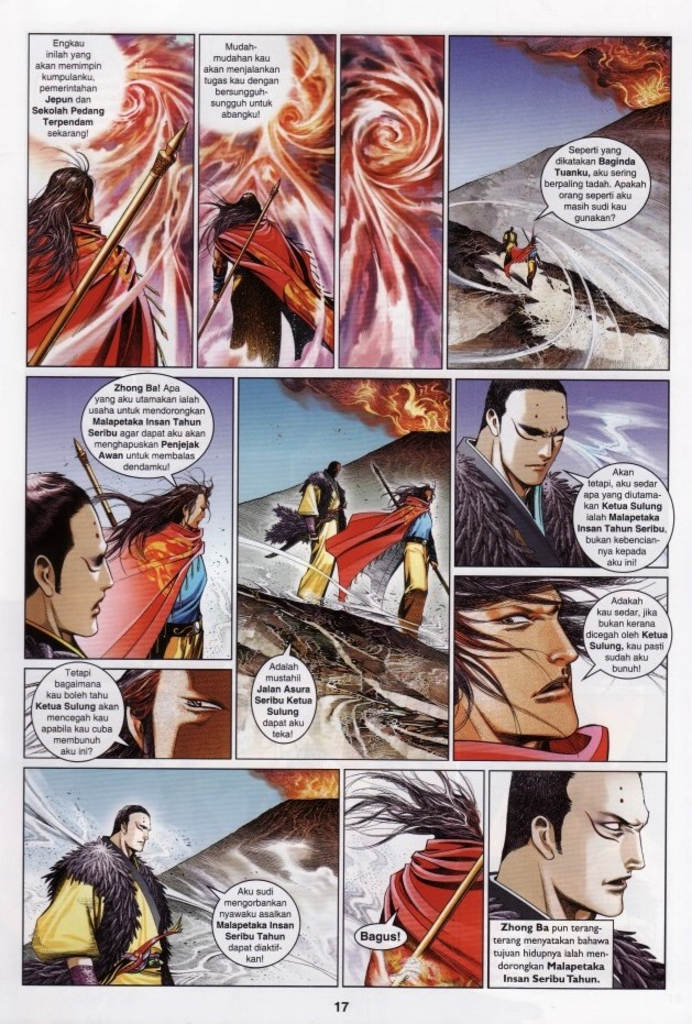 Engkau
inilah yang
akan memimpin
kumpulanku,
pemerintahan
Jepun dan
Sekolah Pedang
Terpendam
sekarang!
Mudah-
mudahan kau
akan menjalankan
tugas kau dengan
bersungguh-
sungguh untuk
abangku!
Seperti yang
dikatakan Baginda
Tuanku, aku sering
berpaling tadah. Apakah
orang seperti aku
masih sudi kau
gunakan?
Zhong Ba! Apa
yang aku utamakan ialah
usaha untuk mendorongkan
Malapetaka Insan Tahun
Seribu agar dapat aku akan
menghapuskan Penjejak
Awan untuk membalas
dendamku!
Tetapi
bagaimana
kau boleh tahu
Ketua Sulung akan
mencegah kau
apabila kau cuba
membunuh
aku ini?
Adalah
mustahil
Jalan Asura
Seribu Ketua
Sulung
dapat aku
teka!
Akan
tetapi, aku sedar
apa yang diutama-
kan Ketua Sulung
ialah Malapetaka
Insan Tahun Seribu,
bukan kebencian-
nya kepada
aku ini!
Adakah
kau sedar, jika
bukan kerana
dicegah oleh Ketua
Sulung, kau pasti
sudah aku
bunuh!
Aku sudi
mengorbankan
nyawaku asalkan
Malapetaka Insan
Seribu Tahun
dapat diaktif-
kan!
Bagus!
Zhong Ba pun terang-
terang menyatakan bahawa
tujuan hidupnya ialah men-
dorongkan Malapetaka
Insan Seribu Tahun.
17